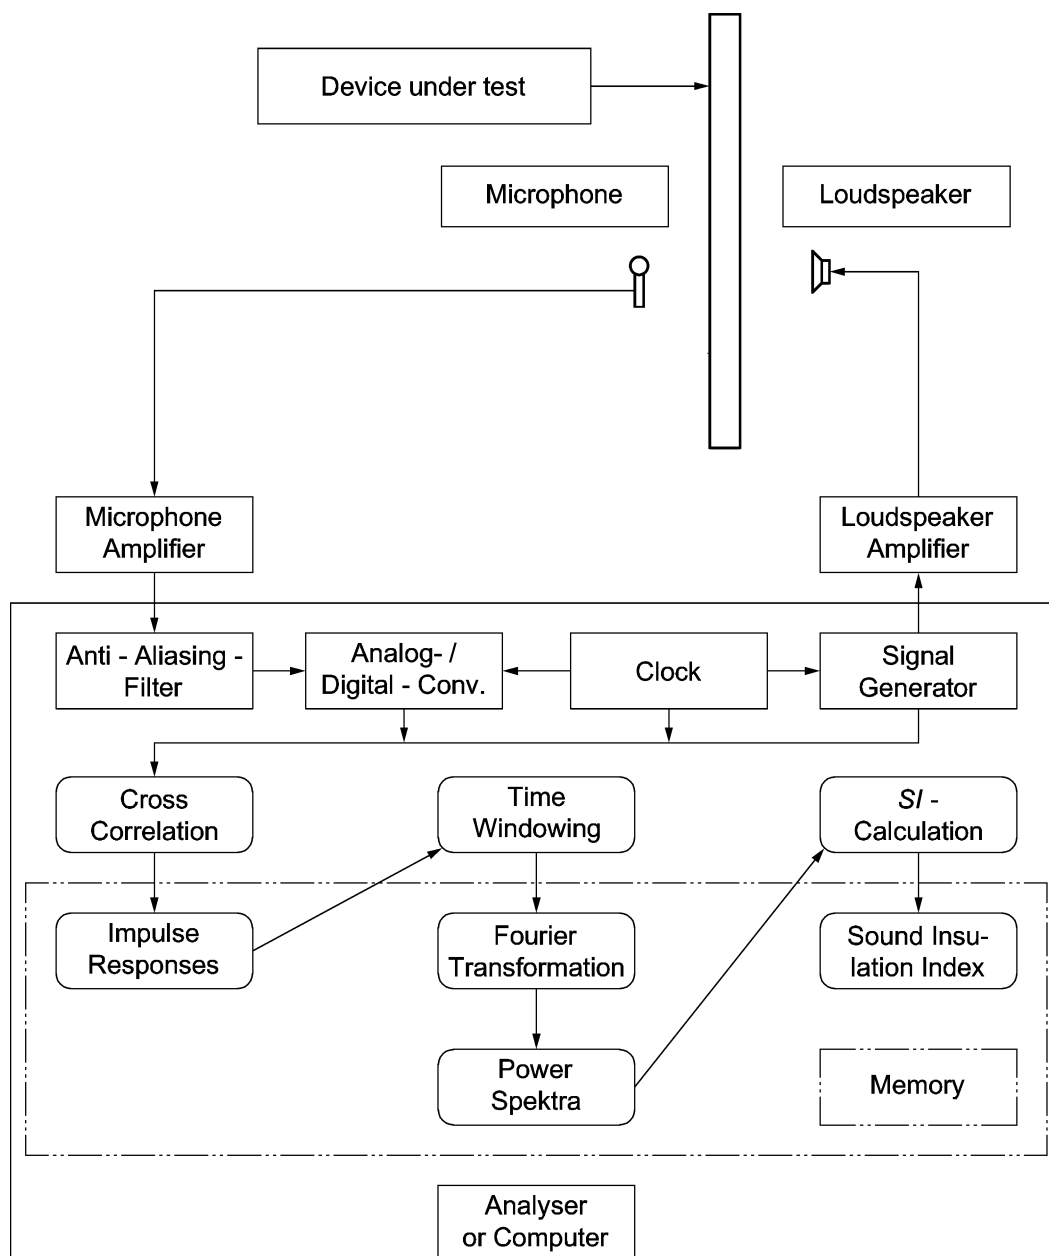 Device under test
Microphone
Loudspeaker
Microphone
Amplifier
Loudspeaker
Amplifier
Anti - Aliasing -
Filter
Analog- /
Digital - Conv.
Clock
Signal
Generator
Cross
Correlation
Time
Windowing
SI -
Calculation
Impulse
Responses
Fourier
Transformation
Sound Insu-
lation Index
Power
Spektra
Memory
Analyser
or Computer